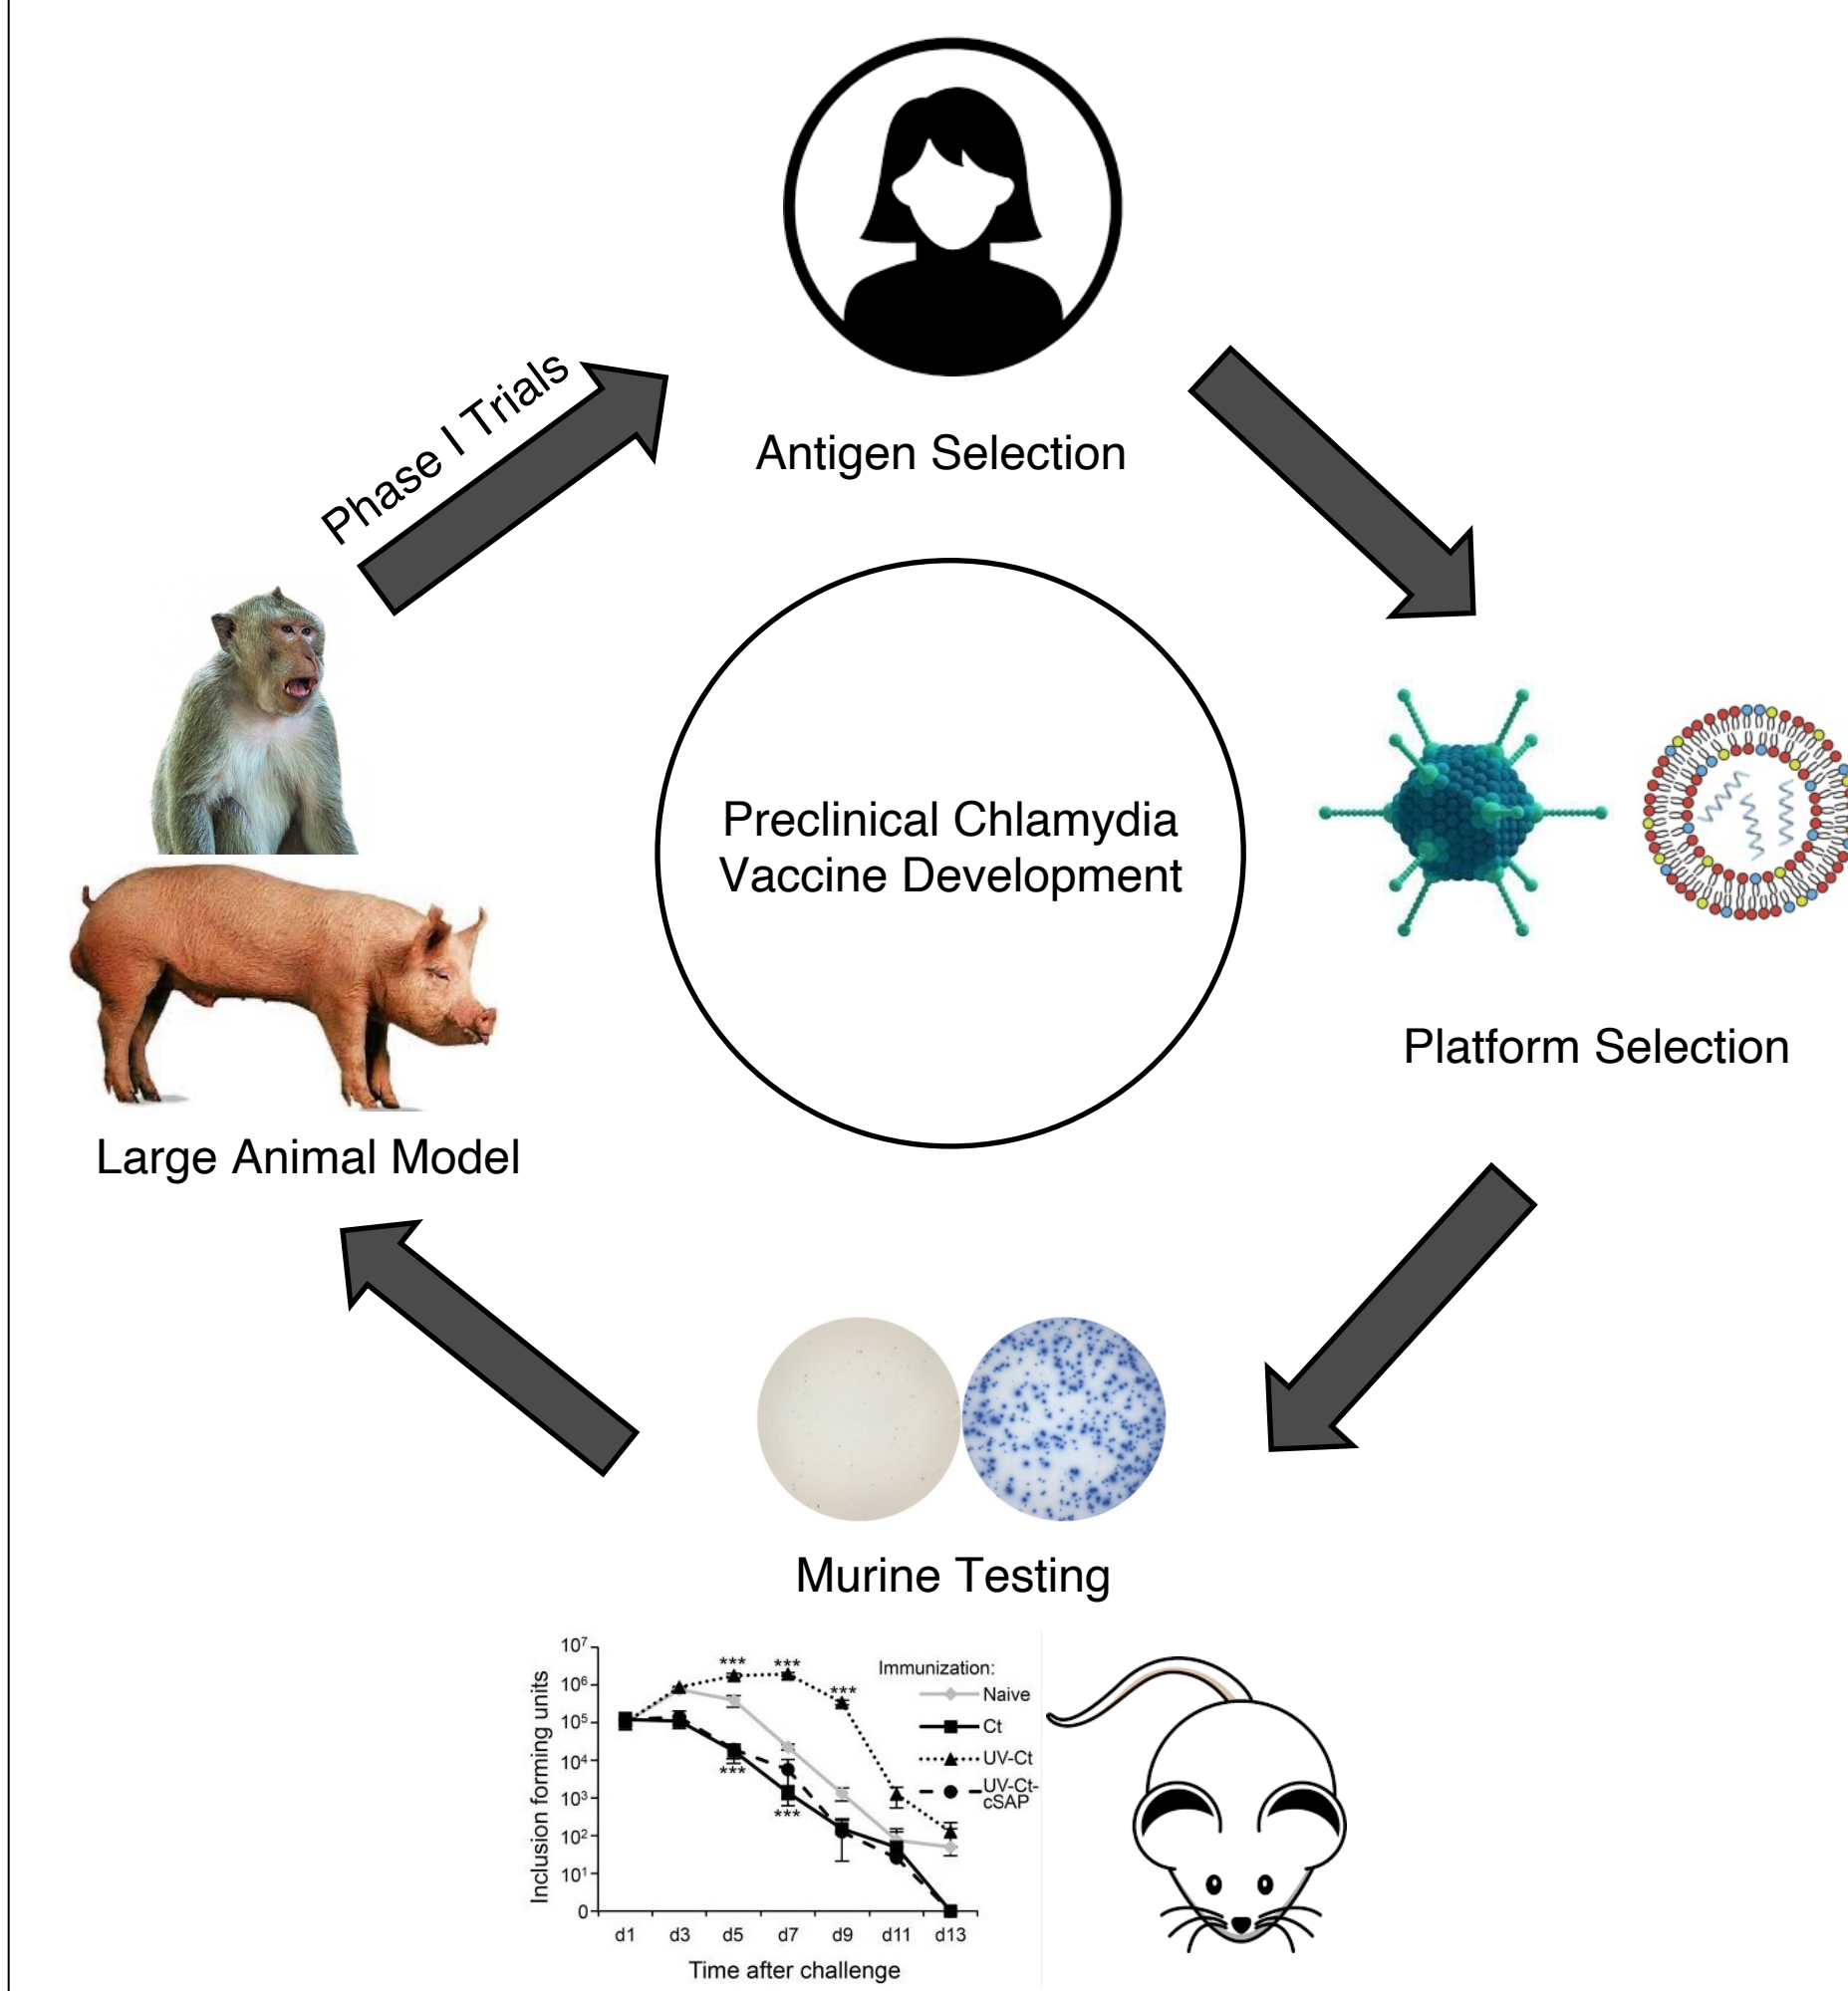 Phase I Trials
Antigen Selection
Preclinical Chlamydia
Vaccine Development
Platform Selection
Large Animal Model
Murine Testing
Inclusion forming units
10⁷
10⁶
10⁵
10⁴
10³
10²
10¹
0
***
***
***
***
***
Immunization:
Naive
Ct
UV-Ct
UV-Ct-
cSAP
d1 d3 d5 d7 d9 d11 d13
Time after challenge